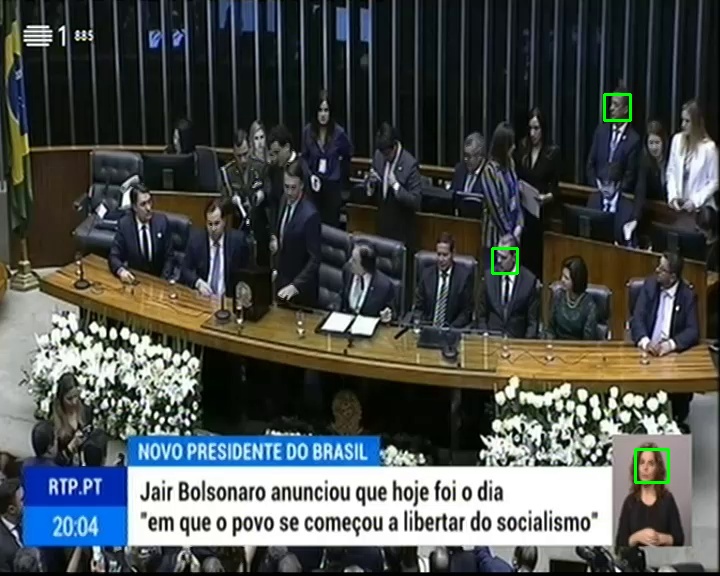 1 885
NOVO PRESIDENTE DO BRASIL
RTP.PT
20:04
Jair Bolsonaro anunciou que hoje foi o dia
"em que o povo se começou a libertar do socialismo"